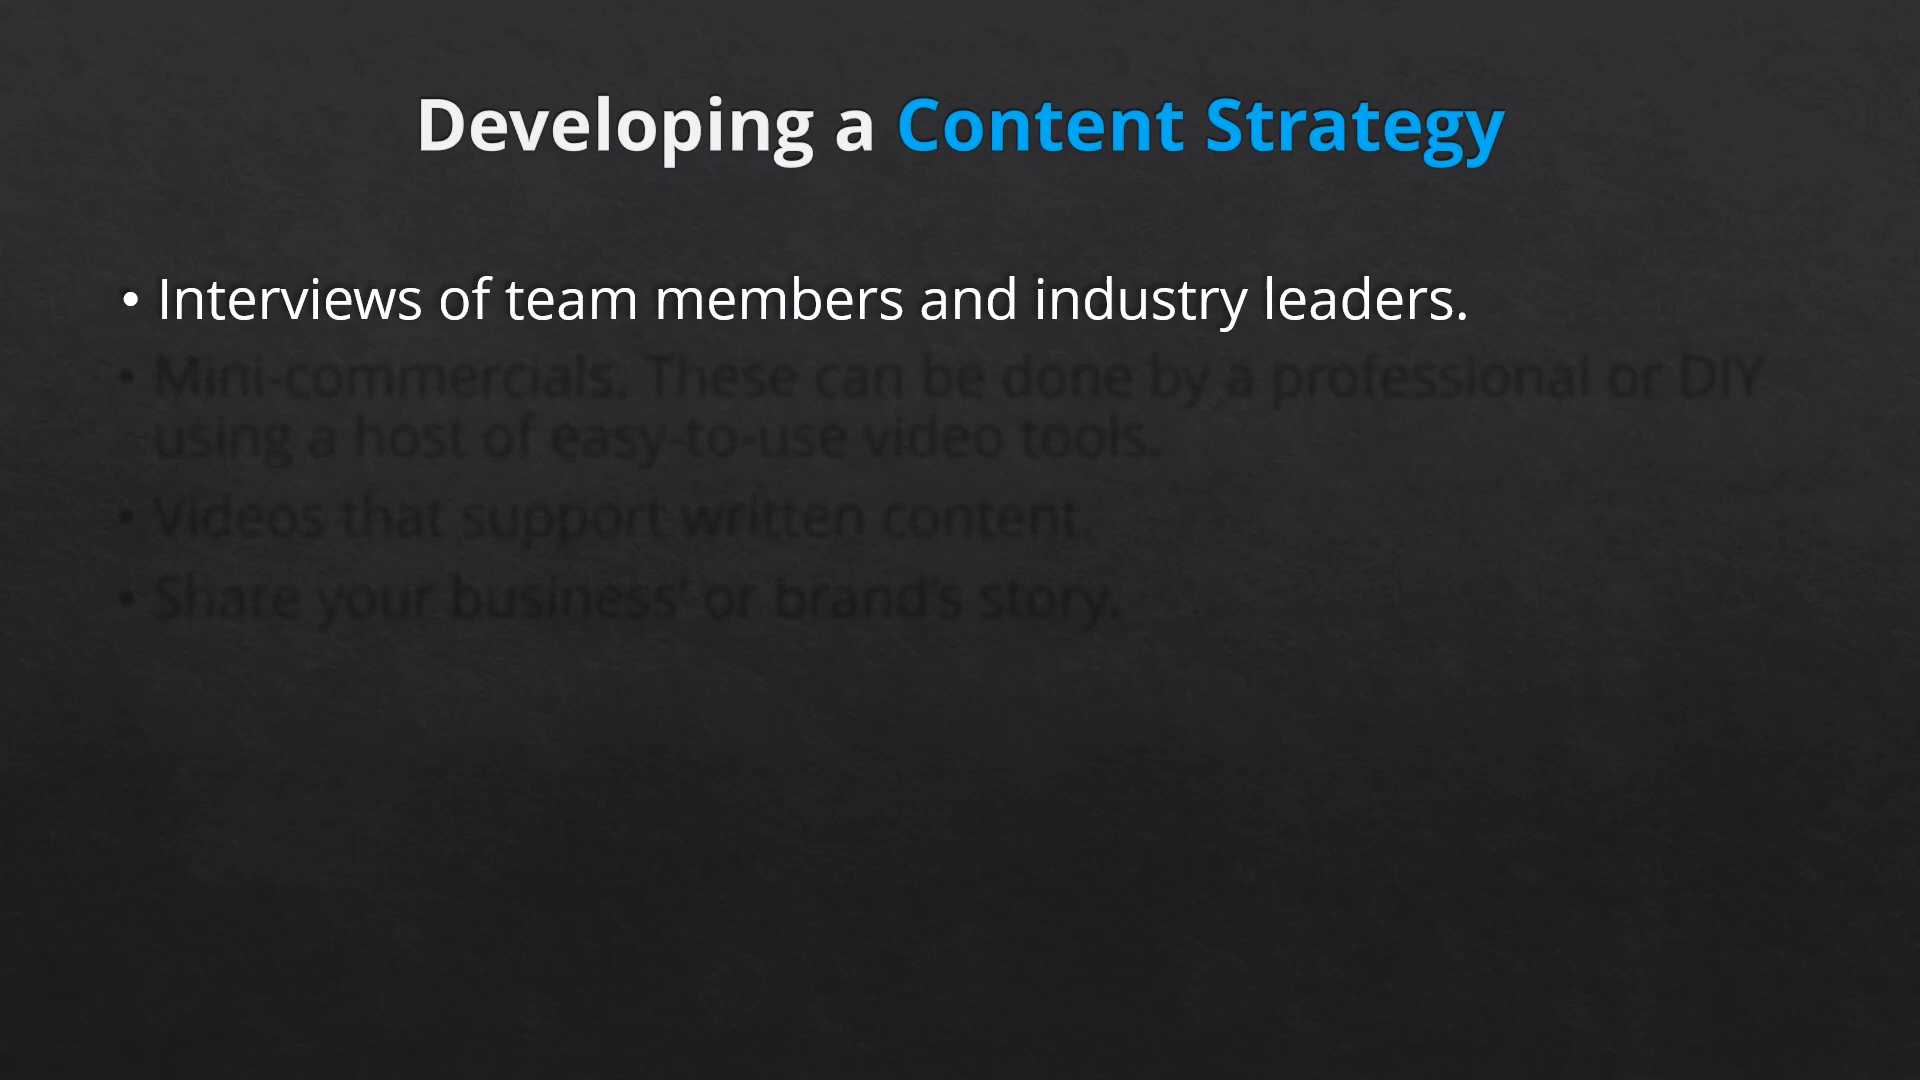 Developing a Content Strategy
• Interviews of team members and industry leaders.
• Mini-commercials. These can be done by a professional or DIY
using a host of easy-to-use video tools.
• Videos that support written content.
• Share your business’ or brand’s story.